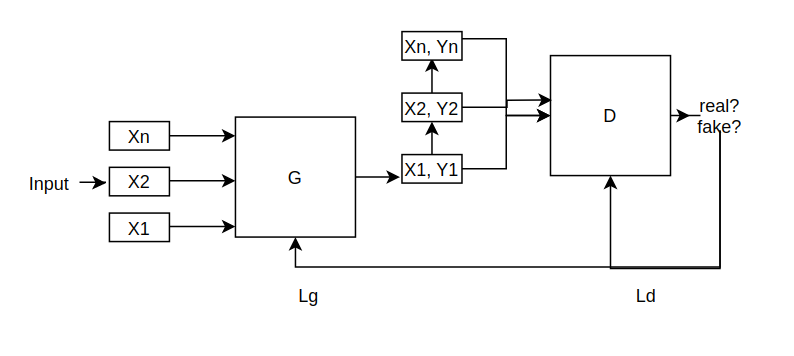 Input
Xn
X2
X1
G
Xn, Yn
X2, Y2
X1, Y1
D
real?
fake?
Lg
Ld